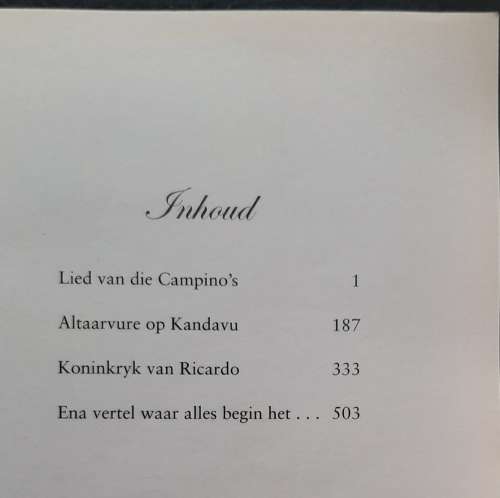 Inhoud
Lied van die Campino's 1
Altaarvure op Kandavu 187
Koninkryk van Ricardo 333
Ena vertel waar alles begin het . . . 503